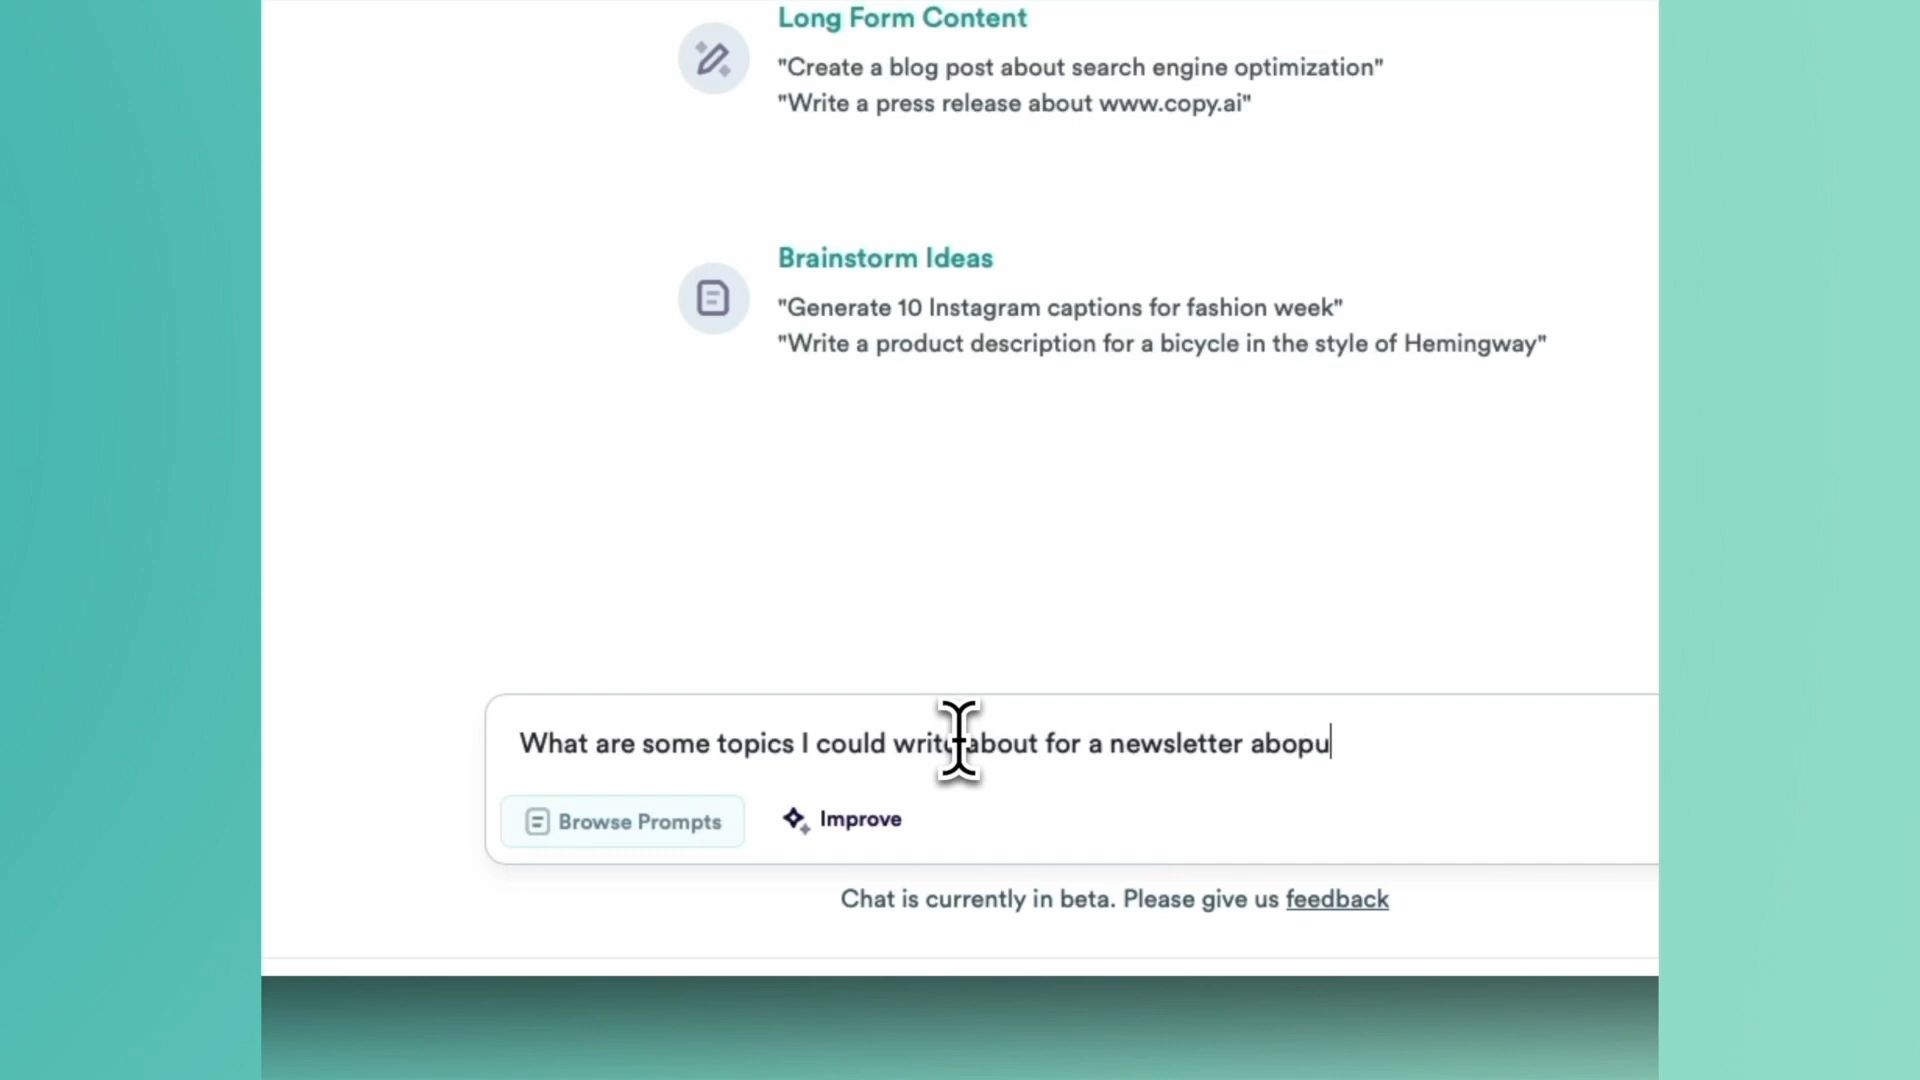 Long Form Content
"Create a blog post about search engine optimization"
"Write a press release about www.copy.ai"
Brainstorm Ideas
"Generate 10 Instagram captions for fashion week"
"Write a product description for a bicycle in the style of Hemingway"
What are some topics I could write about for a newsletter abopu
Browse Prompts
Improve
Chat is currently in beta. Please give us feedback